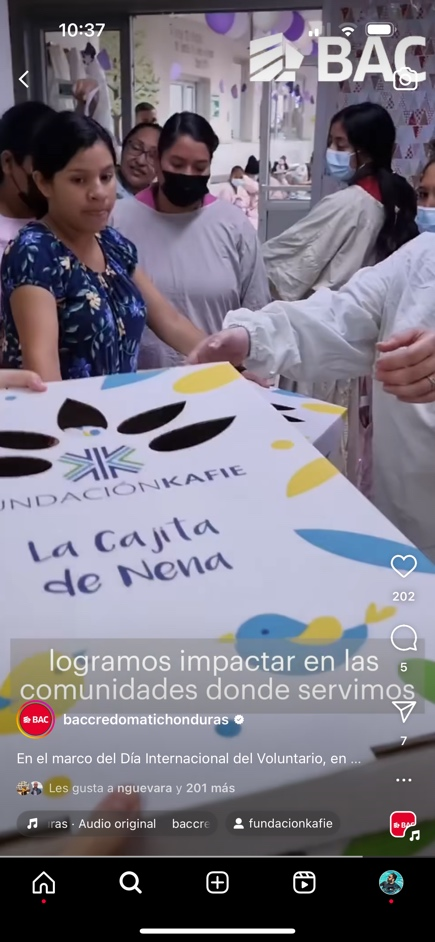 10:37
BAC
UNDACIÓNKAFIE
La Cajita
de Nena
logramos impactar en las
comunidades donde servimos
202
5
7
BAC
baccredomatichonduras
En el marco del Día Internacional del Voluntario, en ...
Les gusta a nguevara y 201 más
ras · Audio original baccre
fundacionkafie
BAC